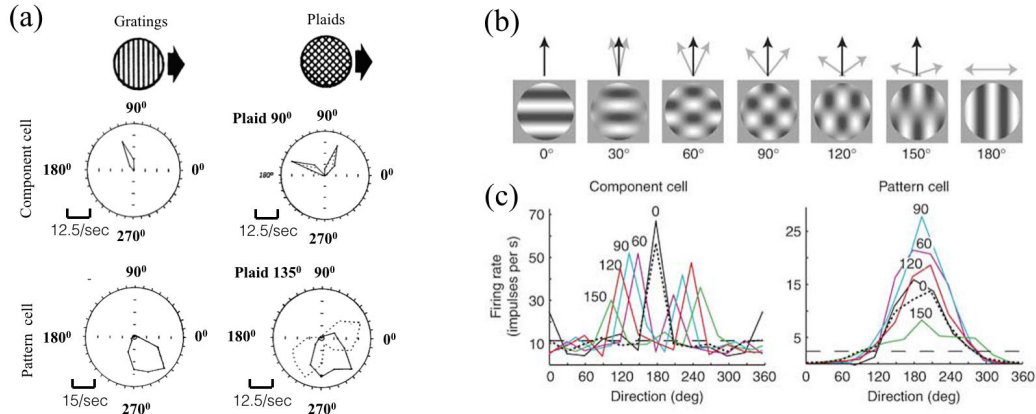 (a)
Gratings
Plaids
Component cell
90⁰
180⁰
0⁰
270⁰
12.5/sec
Plaid 90⁰
90⁰
180⁰
0⁰
270⁰
12.5/sec
Pattern cell
90⁰
180⁰
0⁰
270⁰
15/sec
Plaid 135⁰
90⁰
180⁰
0⁰
270⁰
12.5/sec
(b)
0° 30° 60° 90° 120° 150° 180°
(c)
Component cell
Firing rate
(impulses per s)
70
50
30
10
0
60
90
120
150
0 60 120 180 240 300 360
Direction (deg)
Pattern cell
25
15
5
90
60
120
0
150
0 60 120 180 240 300 360
Direction (deg)